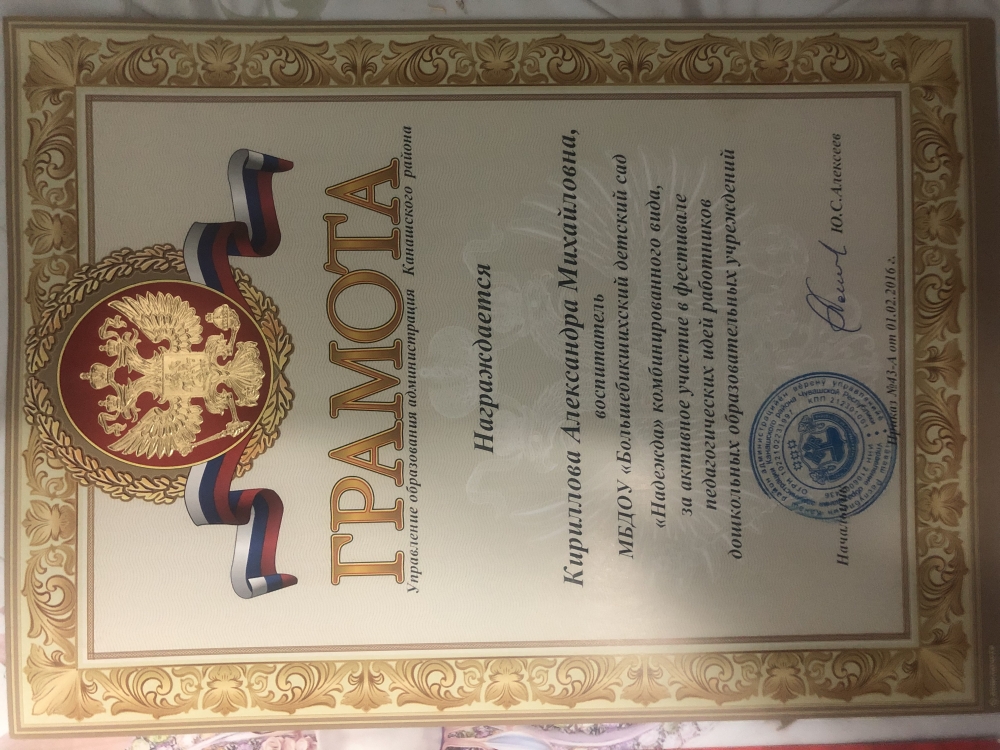 ГРАМОТА
Управление образования администрации Канашского района
Награждается
Кириллова Александра Михайловна,
воспитатель
МБДОУ «Большебикшихский детский сад
«Надежда» комбинированного вида,
за активное участие в фестивале
педагогических идей работников
дошкольных образовательных учреждений
Ю.С.Алексеев
Приказ №43-А от 01.02.2016 г.